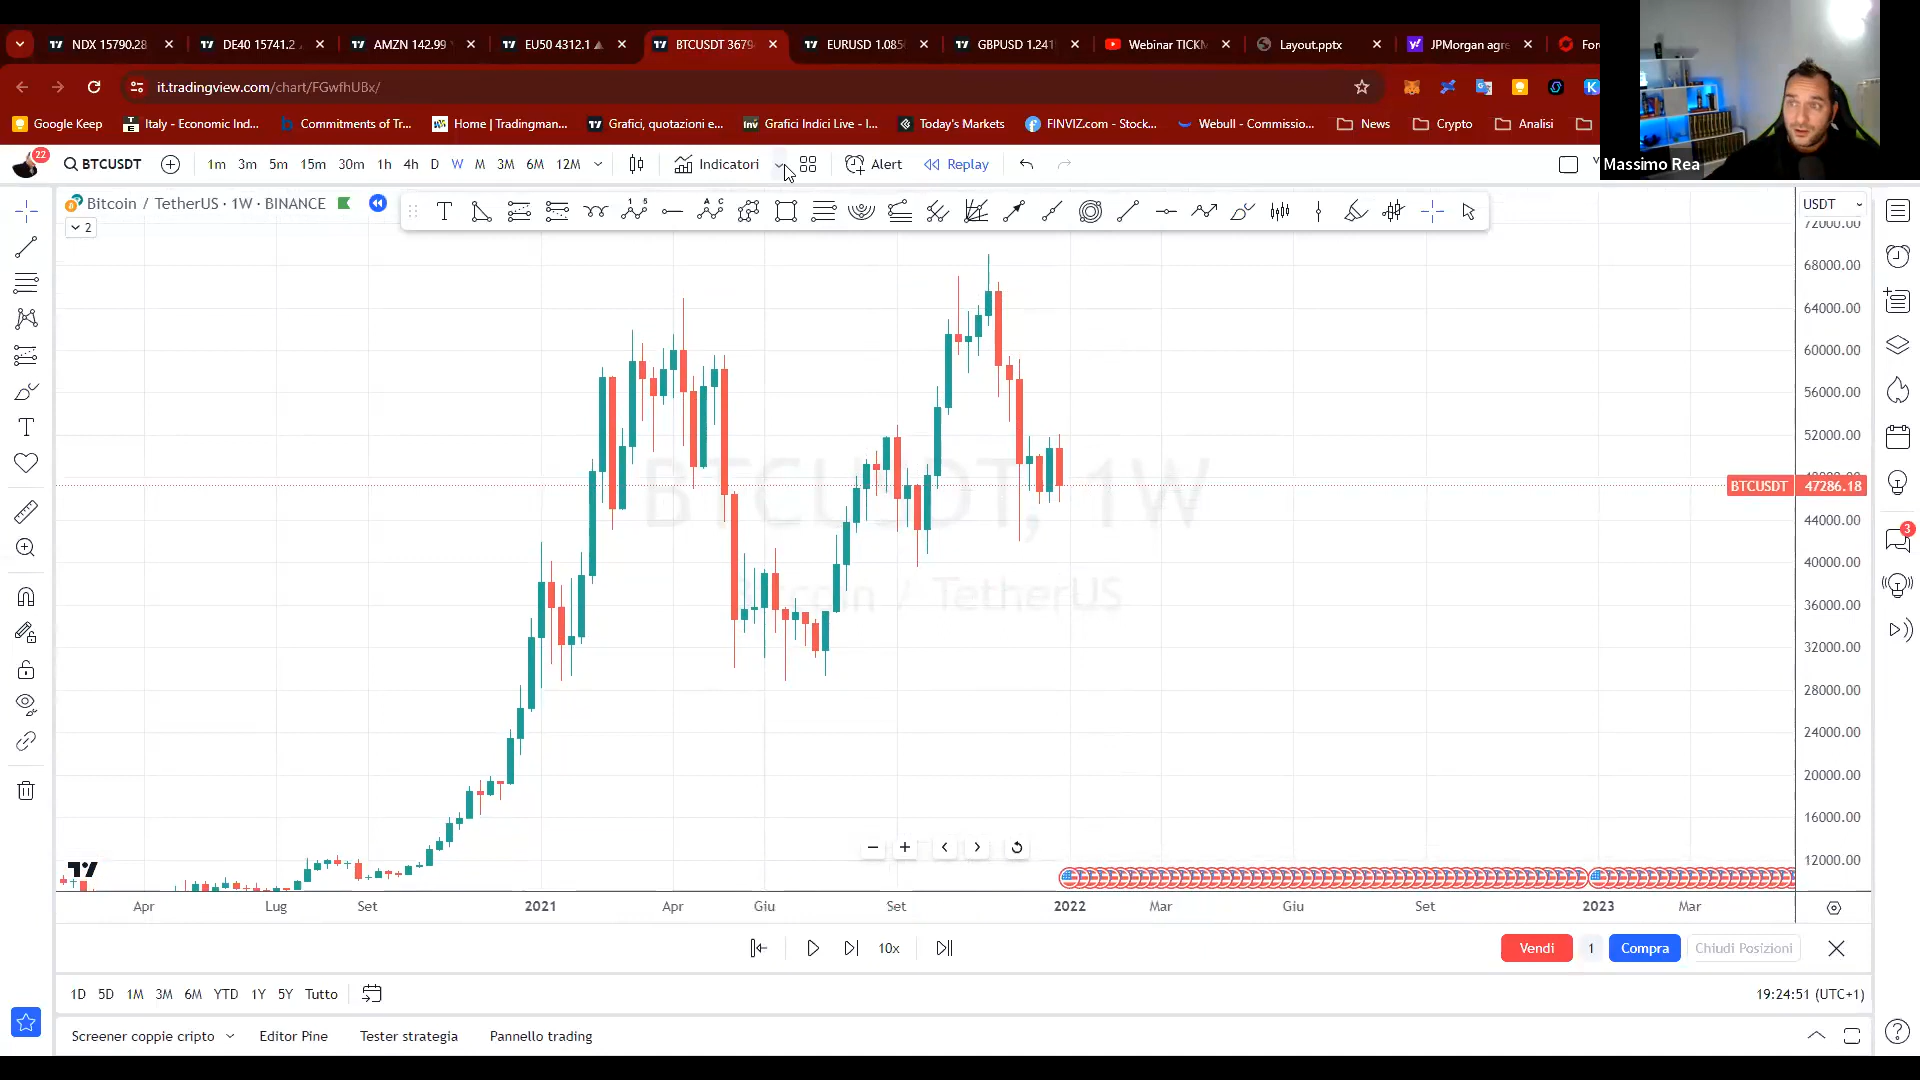 NDX 15790.28
DE40 15741.2
AMZN 142.99
EU50 4312.1
BTCUSDT 3679
EURUSD 1.085
GBPUSD 1.241
Webinar TICKM
Layout.pptx
JPMorgan agre
For
it.tradingview.com/chart/FGwfhUBx/
Google Keep
Italy - Economic Ind...
Commitments of Tr...
Home | Tradingman...
Grafici, quotazioni e...
Grafici Indici Live - I...
Today's Markets
FINVIZ.com - Stock...
Webull - Commissio...
News
Crypto
Analisi
Massimo Rea
22
BTCUSDT
1m 3m 5m 15m 30m 1h 4h D W M 3M 6M 12M
Indicatori
Alert
Replay
Bitcoin / TetherUS · 1W · BINANCE
USDT
2
72000.00
68000.00
64000.00
60000.00
56000.00
52000.00
BTCUSDT 47286.18
44000.00
40000.00
36000.00
32000.00
28000.00
24000.00
20000.00
16000.00
12000.00
BTCUSDT, 1W
Bitcoin / TetherUS
3
Apr Lug Set 2021 Apr Giu Set 2022 Mar Giu Set 2023 Mar
10x
Vendi 1 Compra Chiudi Posizioni
1D 5D 1M 3M 6M YTD 1Y 5Y Tutto
19:24:51 (UTC+1)
Screener coppie cripto
Editor Pine
Tester strategia
Pannello trading